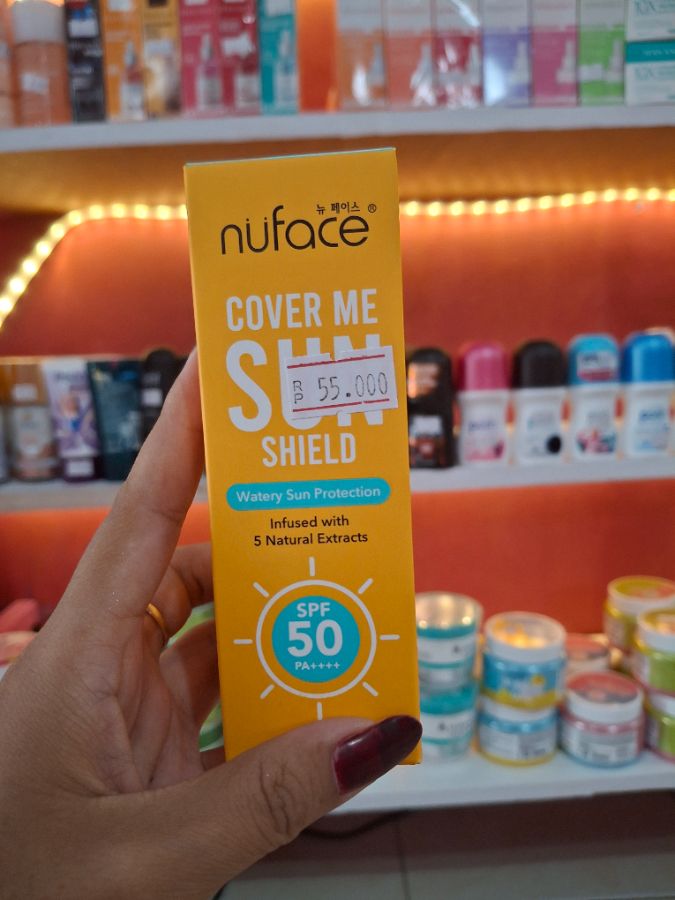 뉴 페이스 ®
nüface
COVER ME
SUN
RP 55.000
SHIELD
Watery Sun Protection
Infused with
5 Natural Extracts
SPF
50
PA++++